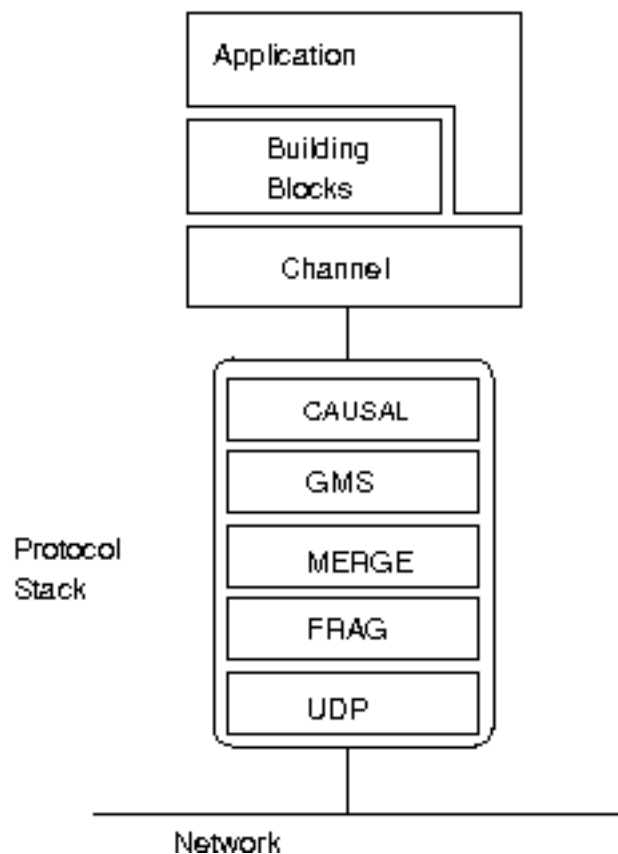 Application
Building
Blocks
Channel
CAUSAL
GMS
Protocol
Stack
MERGE
FRAG
UDP
Network